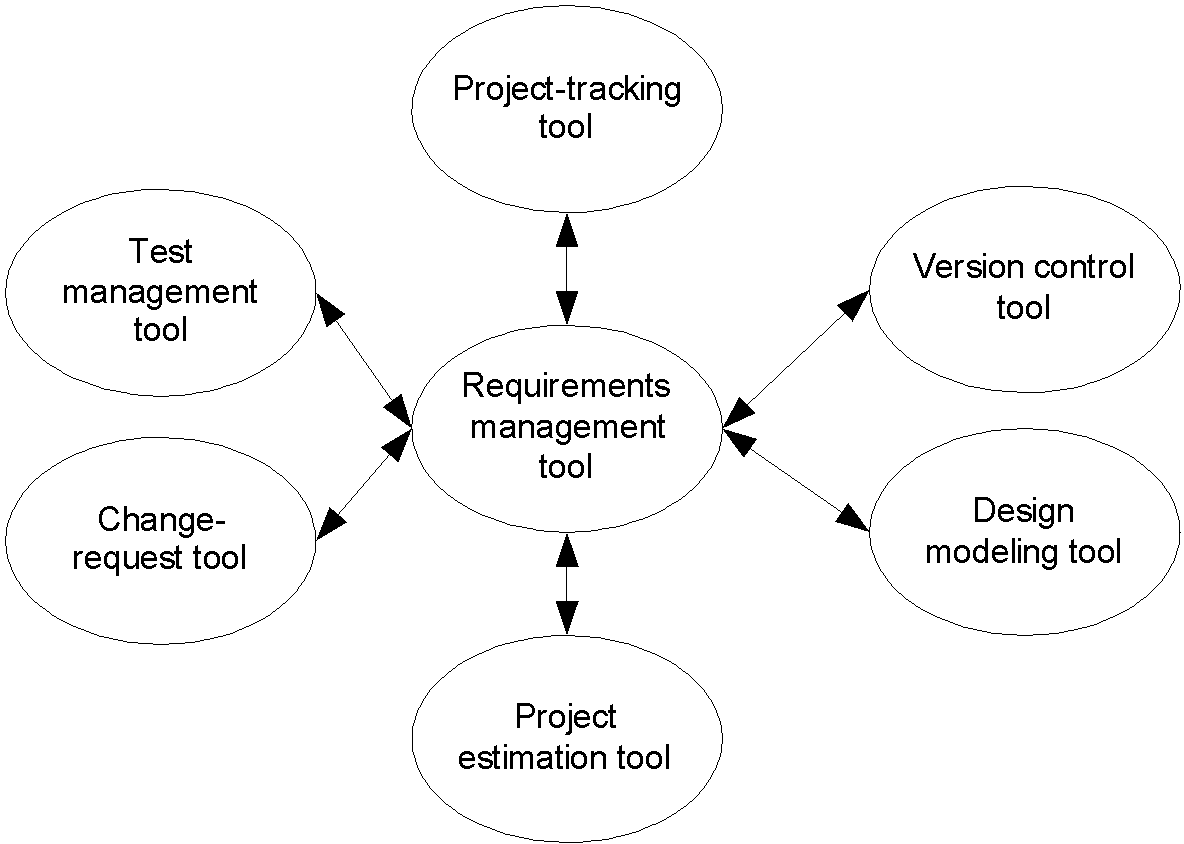 Project-tracking
tool
Test
management
tool
Version control
tool
Requirements
management
tool
Change-
request tool
Design
modeling tool
Project
estimation tool